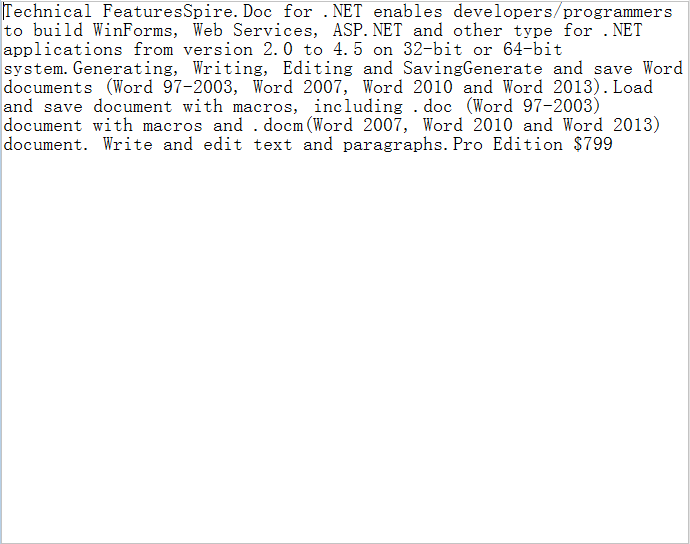 Technical FeaturesSpire.Doc for .NET enables developers/programmers
to build WinForms, Web Services, ASP.NET and other type for .NET
applications from version 2.0 to 4.5 on 32-bit or 64-bit
system.Generating, Writing, Editing and SavingGenerate and save Word
documents (Word 97-2003, Word 2007, Word 2010 and Word 2013).Load
and save document with macros, including .doc (Word 97-2003)
document with macros and .docm(Word 2007, Word 2010 and Word 2013)
document. Write and edit text and paragraphs.Pro Edition $799